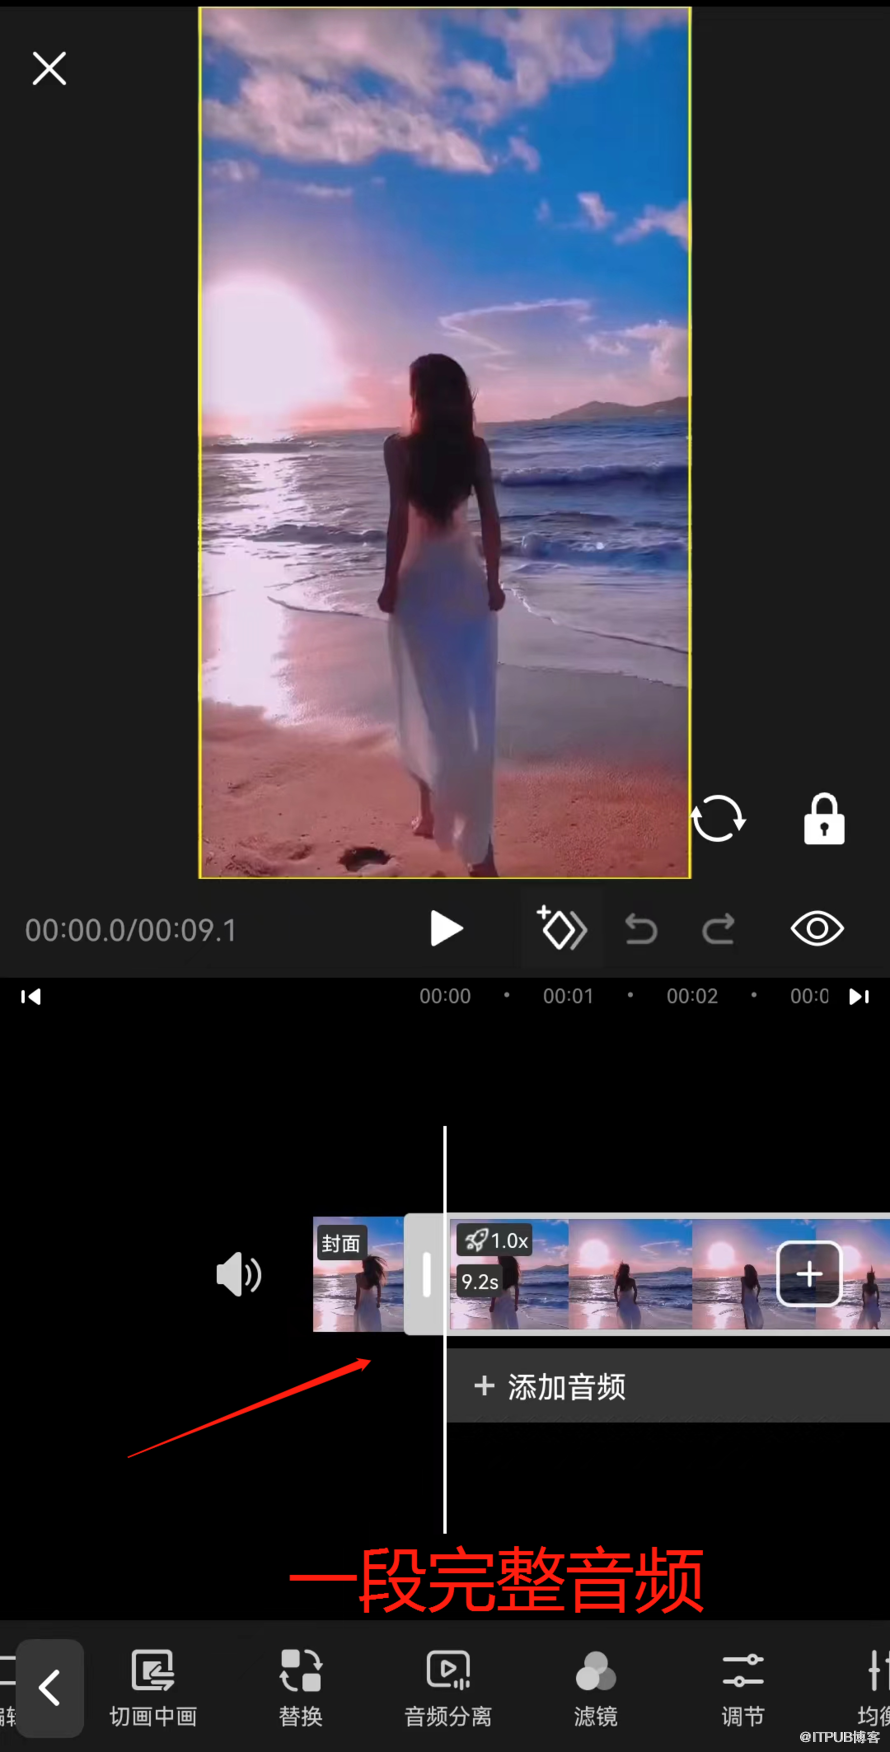 00:00.0/00:09.1
00:00 • 00:01 • 00:02 • 00:0
封面
1.0x
9.2s
+ 添加音频
一段完整音频
切画中画 替换 音频分离 滤镜 调节 均衡
@ITPUB博客